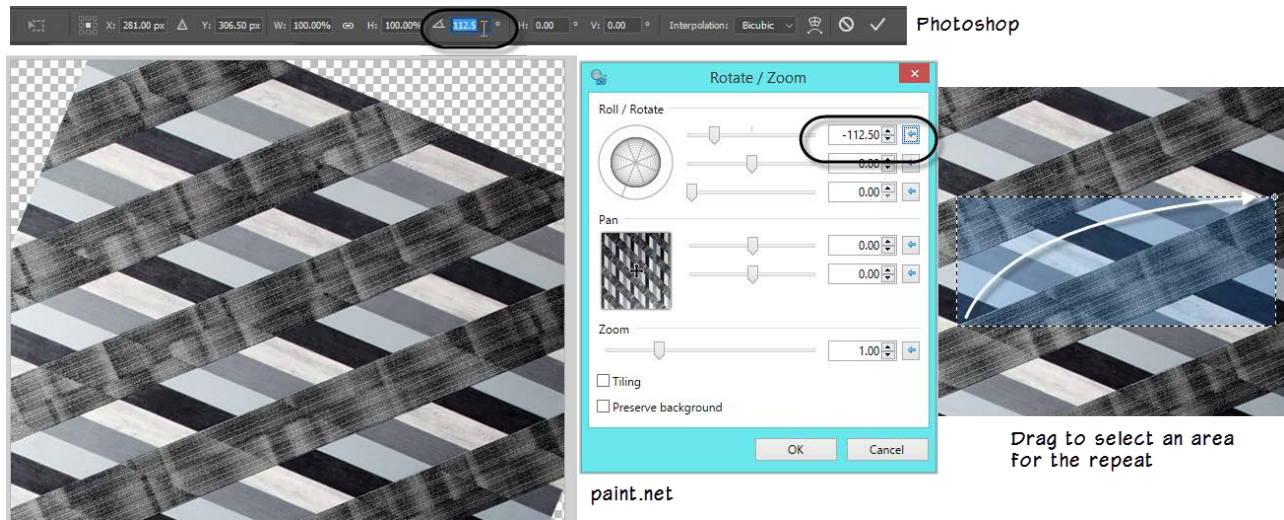 X: 281.00 px Y: 306.50 px W: 100.00% H: 100.00% 112.5 ° H: 0.00 ° V: 0.00 ° Interpolation: Bicubic
Photoshop
Rotate / Zoom
Roll / Rotate
-112.50
0.00
0.00
Pan
0.00
0.00
Zoom
1.00
Tiling
Preserve background
OK Cancel
paint.net
Drag to select an area
for the repeat